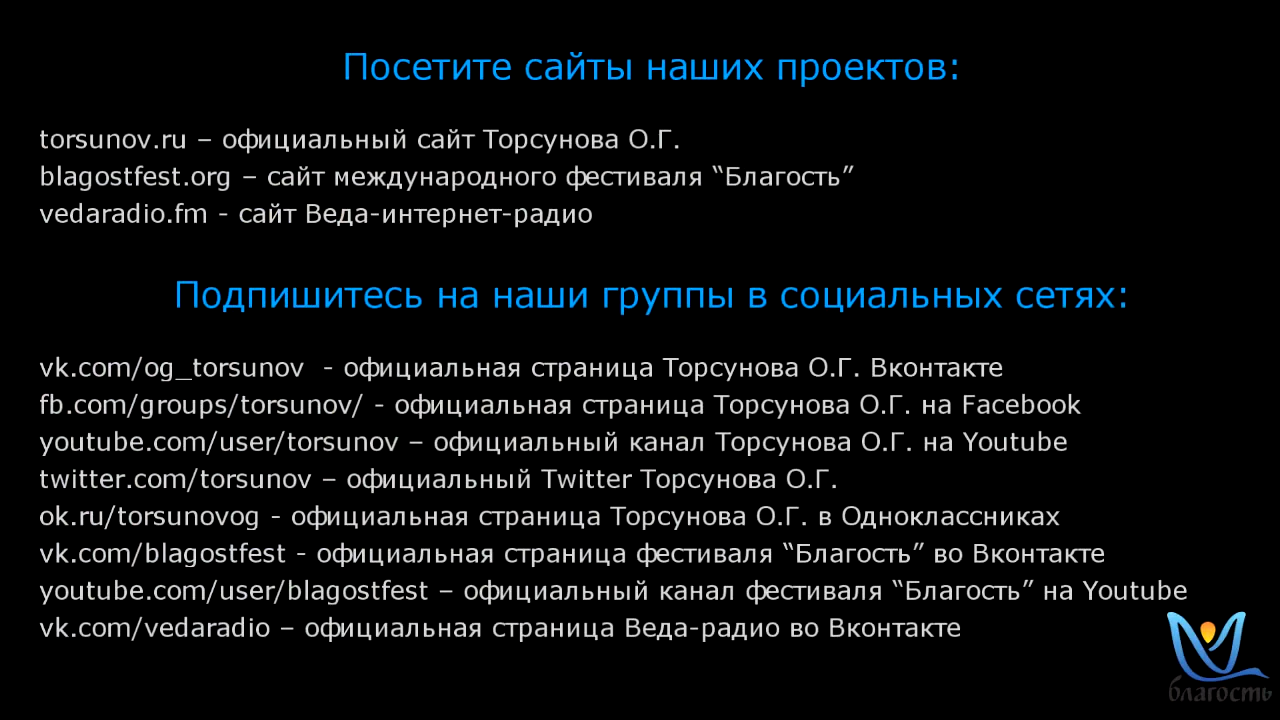 Посетите сайты наших проектов:
torsunov.ru – официальный сайт Торсунова О.Г.
blagostfest.org – сайт международного фестиваля “Благость”
vedaradio.fm - сайт Веда-интернет-радио
Подпишитесь на наши группы в социальных сетях:
vk.com/og_torsunov - официальная страница Торсунова О.Г. Вконтакте
fb.com/groups/torsunov/ - официальная страница Торсунова О.Г. на Facebook
youtube.com/user/torsunov – официальный канал Торсунова О.Г. на Youtube
twitter.com/torsunov – официальный Twitter Торсунова О.Г.
ok.ru/torsunovog - официальная страница Торсунова О.Г. в Одноклассниках
vk.com/blagostfest - официальная страница фестиваля “Благость” во Вконтакте
youtube.com/user/blagostfest – официальный канал фестиваля “Благость” на Youtube
vk.com/vedaradio – официальная страница Веда-радио во Вконтакте
благость